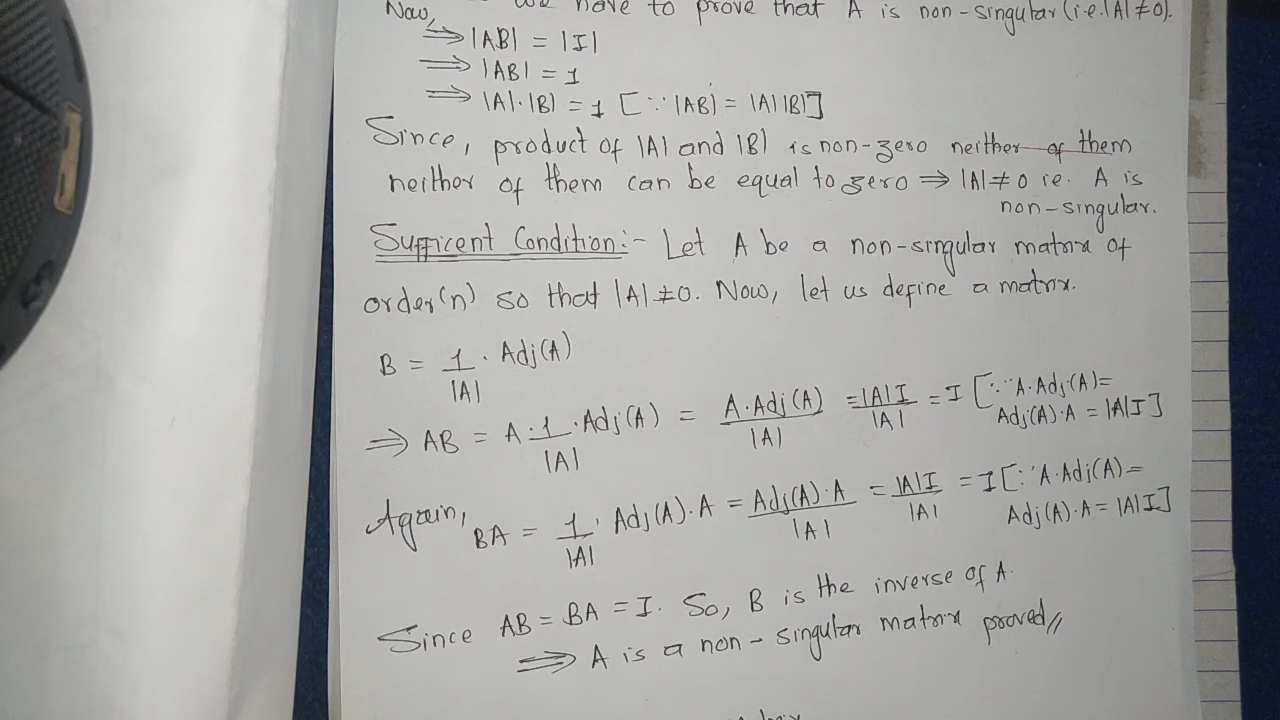 Now, we have to prove that A is non-singular (i.e. |A| ≠ 0).
⇒ |AB| = |I|
⇒ |AB| = 1
⇒ |A|·|B| = 1 [∵ |AB| = |A||B|]
Since, product of |A| and |B| is non-zero neither of them
neither of them can be equal to zero ⇒ |A| ≠ 0 ie. A is
non-singular.
Sufficent Condition:- Let A be a non-singular matrix of
order(n) so that |A| ≠ 0. Now, let us define a matrix.
B = 1/|A| · Adj(A)
⇒ AB = A·1/|A|·Adj(A) = A·Adj(A)/|A| = |A|I/|A| = I [∵ A·Adj(A) =
Adj(A)·A = |A|I]
Again, BA = 1/|A| · Adj(A)·A = Adj(A)·A/|A| = |A|I/|A| = I [∵ A·Adj(A) =
Adj(A)·A = |A|I]
Since AB = BA = I. So, B is the inverse of A.
⇒ A is a non-singular matrix proved//